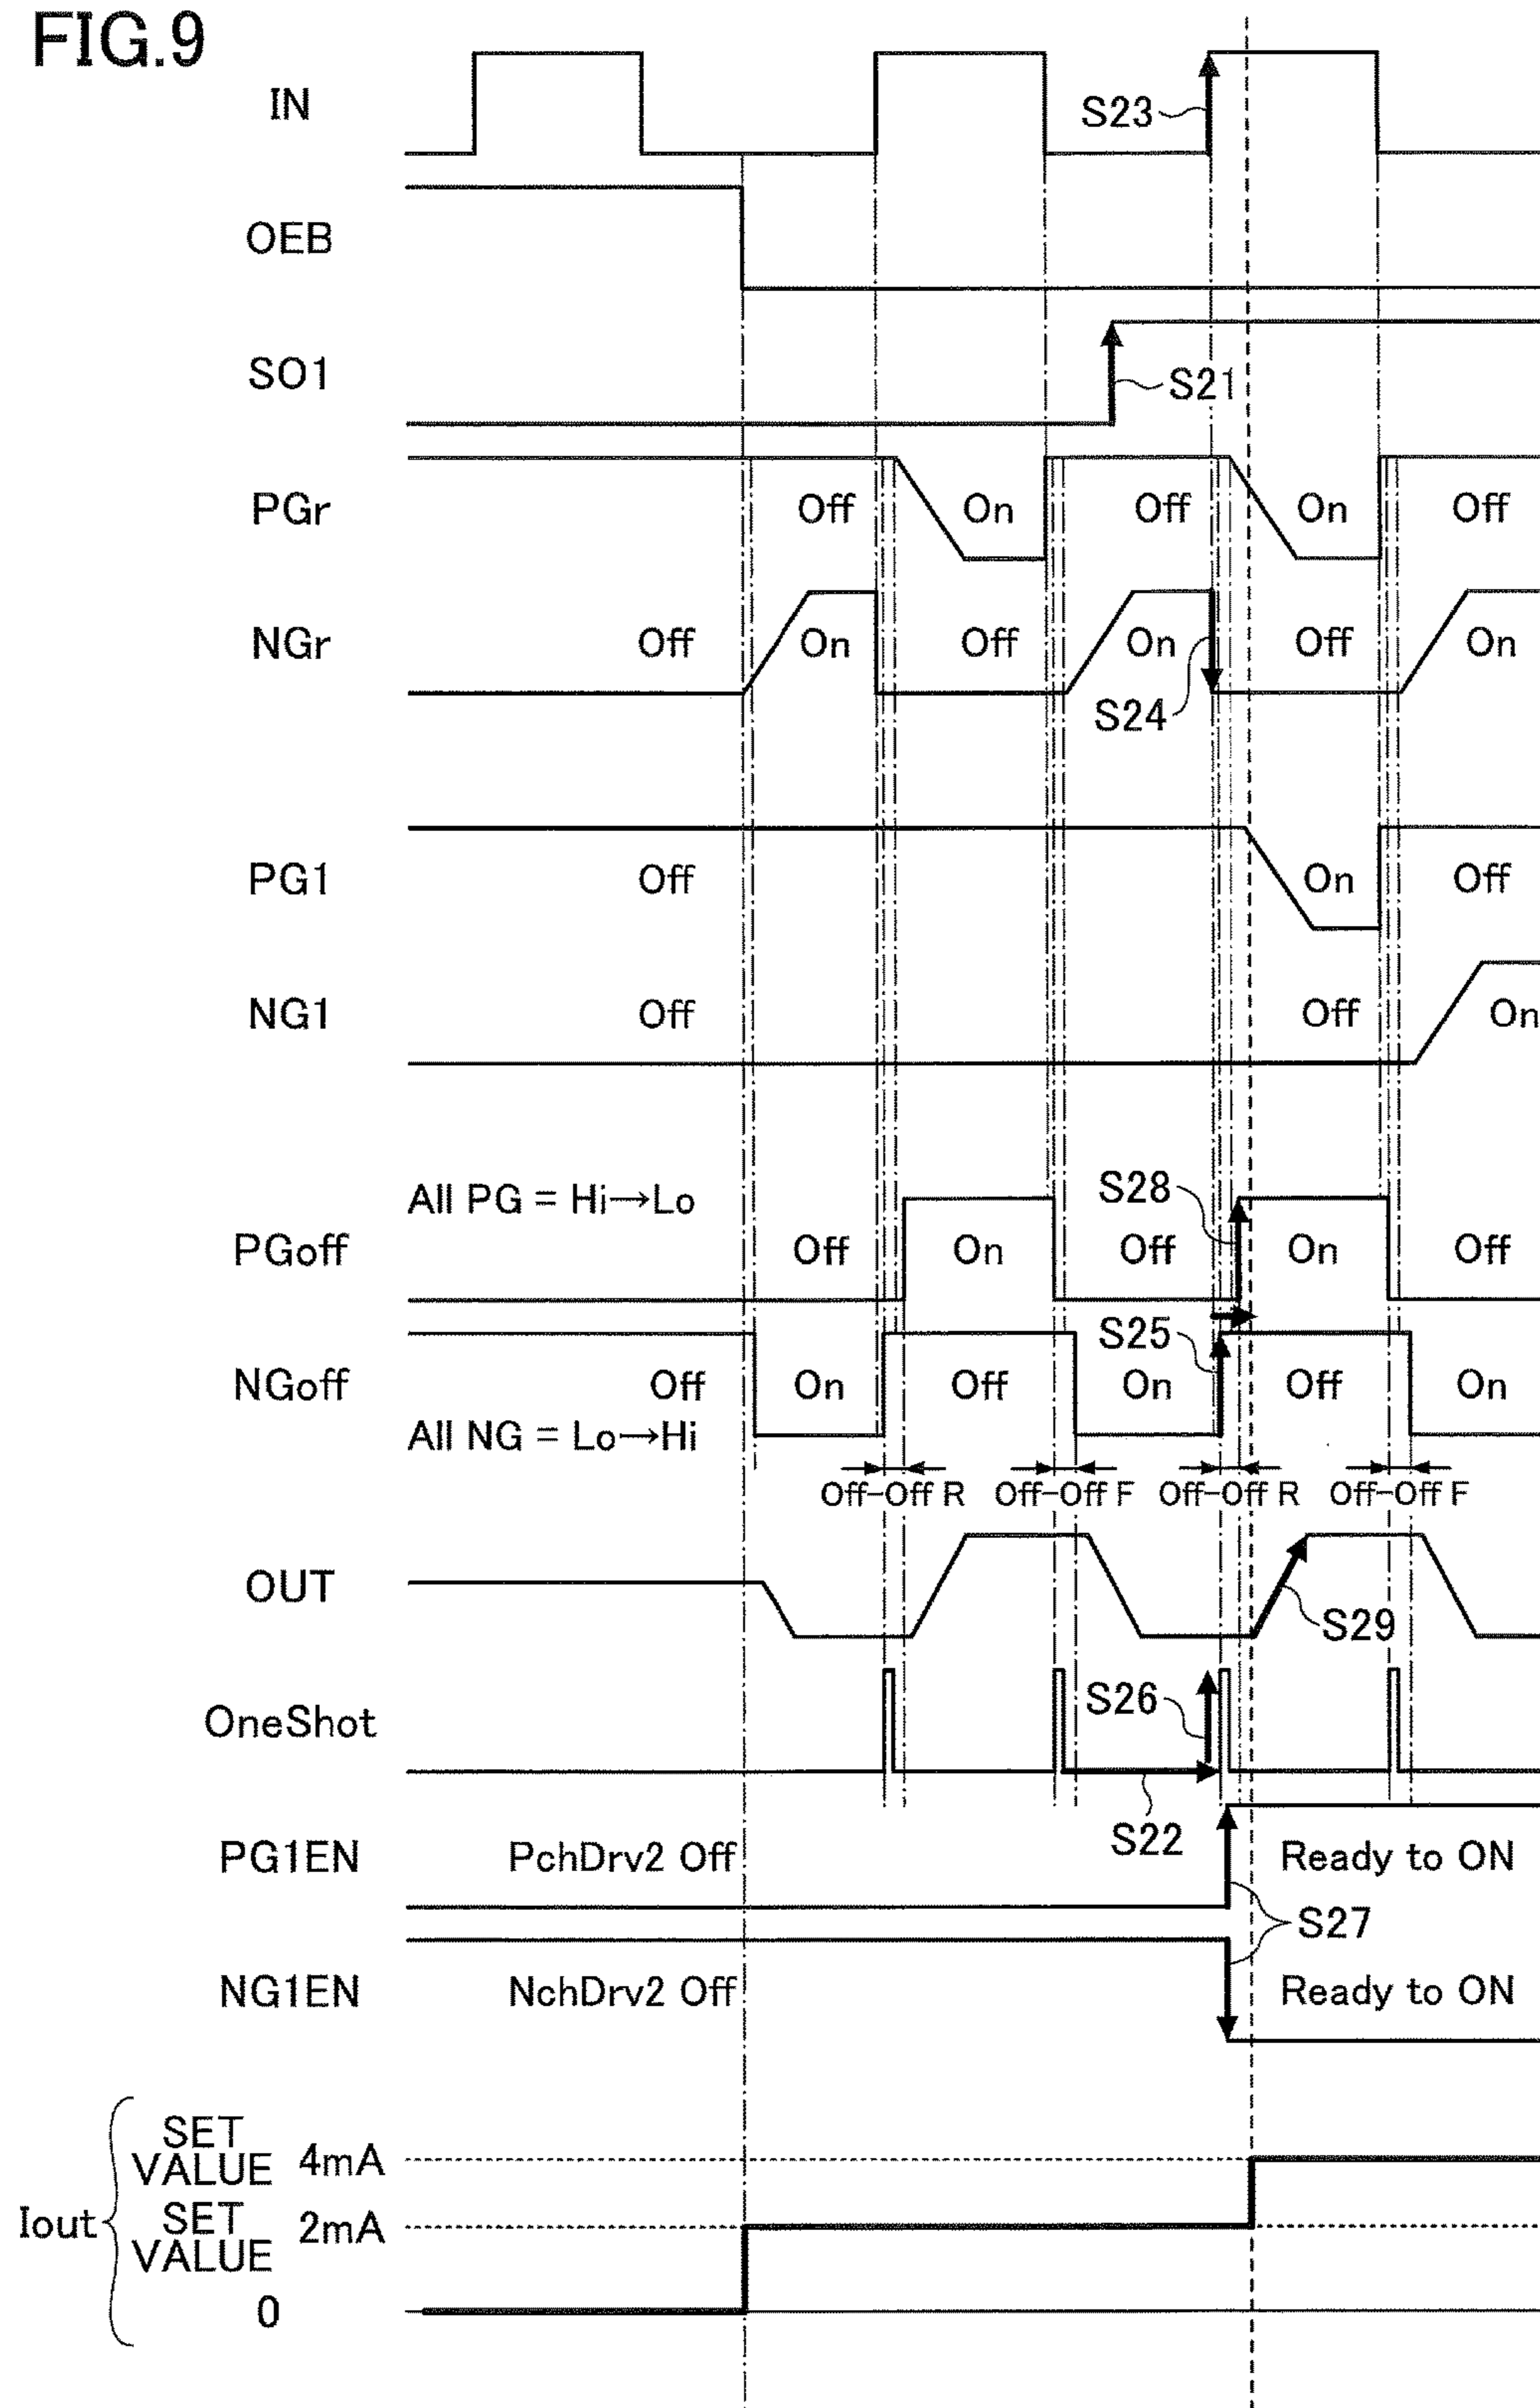 FIG.9
IN
S23
OEB
SO1
S21
PGr
Off
On
Off
On
Off
NGr
Off
On
Off
On
Off
On
S24
PG1
Off
On
Off
NG1
Off
Off
On
All PG = Hi→Lo
S28
PGoff
Off
On
Off
On
Off
S25
NGoff
Off
On
Off
On
Off
On
All NG = Lo→Hi
Off-Off R
Off-Off F
Off-Off R
Off-Off F
OUT
S29
OneShot
S26
S22
PG1EN
PchDrv2 Off
Ready to ON
S27
NG1EN
NchDrv2 Off
Ready to ON
Iout
SET
VALUE 4mA
SET
VALUE 2mA
0